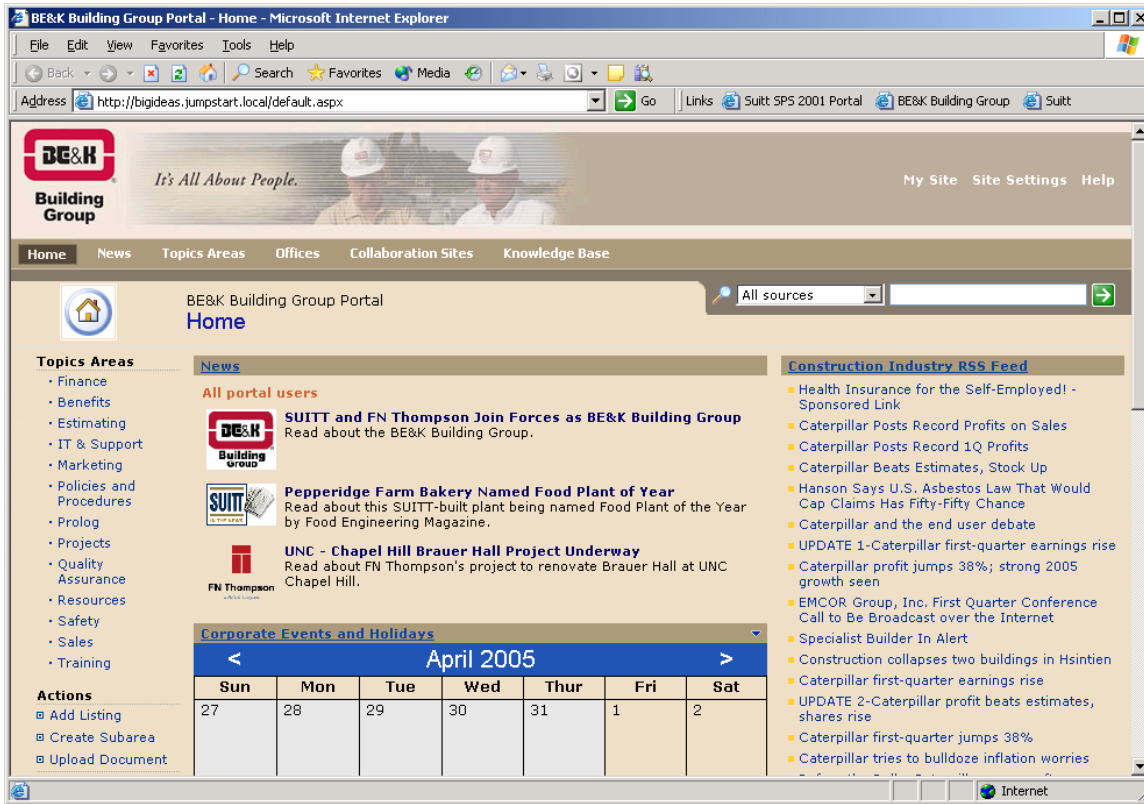 BE&K Building Group Portal - Home - Microsoft Internet Explorer
File Edit View Favorites Tools Help
Back Search Favorites Media
Address http://bigideas.jumpstart.local/default.aspx Go Links Suitt SPS 2001 Portal BE&K Building Group Suitt
BE&K
Building
Group
It's All About People.
My Site Site Settings Help
Home News Topics Areas Offices Collaboration Sites Knowledge Base
BE&K Building Group Portal
Home
All sources
Topics Areas
Finance
Benefits
Estimating
IT & Support
Marketing
Policies and
Procedures
Prolog
Projects
Quality
Assurance
Resources
Safety
Sales
Training
Actions
Add Listing
Create Subarea
Upload Document
News
All portal users
BE&K
Building
Group
SUITT and FN Thompson Join Forces as BE&K Building Group
Read about the BE&K Building Group.
SUITT
IN THE NEWS
Pepperidge Farm Bakery Named Food Plant of Year
Read about this SUITT-built plant being named Food Plant of the Year
by Food Engineering Magazine.
FN Thompson
UNC - Chapel Hill Brauer Hall Project Underway
Read about FN Thompson's project to renovate Brauer Hall at UNC
Chapel Hill.
Corporate Events and Holidays
< April 2005 >
Sun Mon Tue Wed Thur Fri Sat
27 28 29 30 31 1 2
Construction Industry RSS Feed
Health Insurance for the Self-Employed! -
Sponsored Link
Caterpillar Posts Record Profits on Sales
Caterpillar Posts Record 1Q Profits
Caterpillar Beats Estimates, Stock Up
Hanson Says U.S. Asbestos Law That Would
Cap Claims Has Fifty-Fifty Chance
Caterpillar and the end user debate
UPDATE 1-Caterpillar first-quarter earnings rise
Caterpillar profit jumps 38%; strong 2005
growth seen
EMCOR Group, Inc. First Quarter Conference
Call to Be Broadcast over the Internet
Specialist Builder In Alert
Construction collapses two buildings in Hsintien
Caterpillar first-quarter earnings rise
UPDATE 2-Caterpillar profit beats estimates,
shares rise
Caterpillar first-quarter jumps 38%
Caterpillar tries to bulldoze inflation worries
Internet